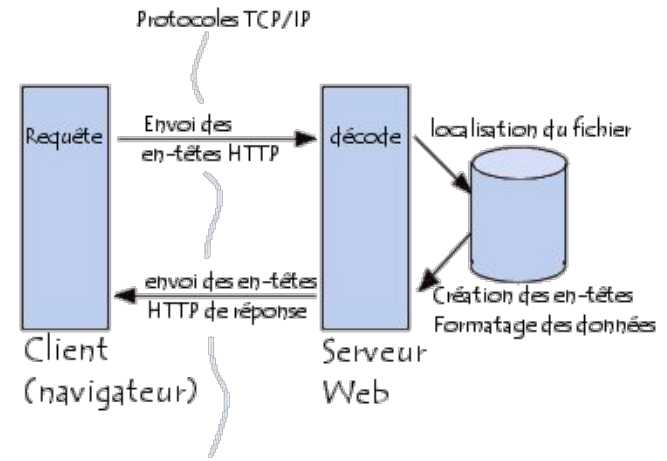 Protocoles TCP/IP
Requête
Envoi des
en-têtes HTTP
décode
localisation du fichier
envoi des en-têtes
HTTP de réponse
Création des en-têtes
Formatage des données
Client
(navigateur)
Serveur
Web